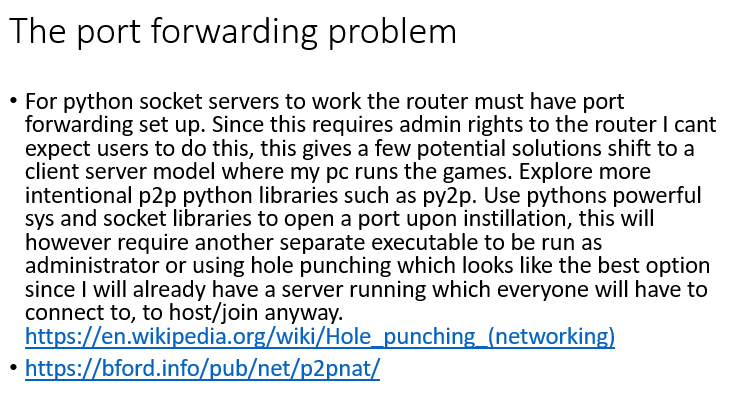 The port forwarding problem
• For python socket servers to work the router must have port
forwarding set up. Since this requires admin rights to the router I cant
expect users to do this, this gives a few potential solutions shift to a
client server model where my pc runs the games. Explore more
intentional p2p python libraries such as py2p. Use pythons powerful
sys and socket libraries to open a port upon instillation, this will
however require another separate executable to be run as
administrator or using hole punching which looks like the best option
since I will already have a server running which everyone will have to
connect to, to host/join anyway.
https://en.wikipedia.org/wiki/Hole_punching_(networking)
• https://bford.info/pub/net/p2pnat/